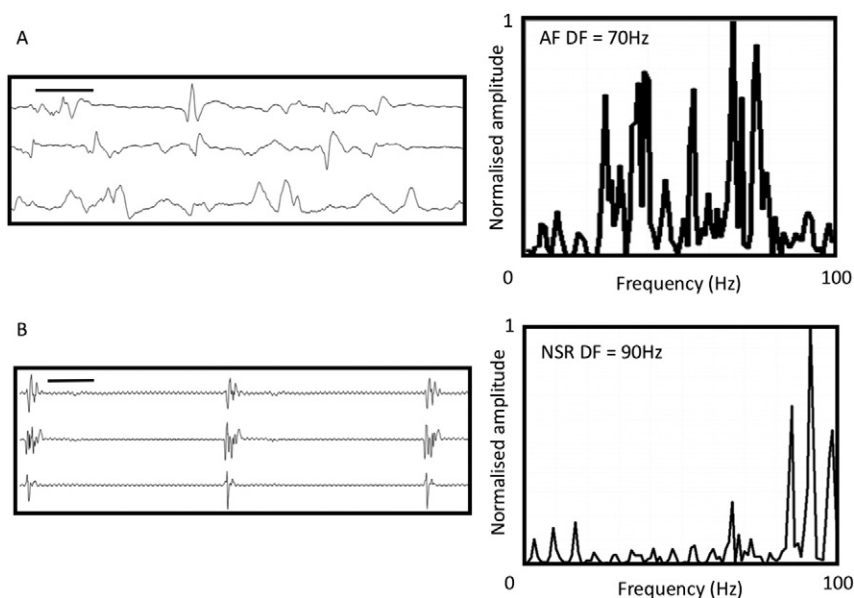 A
1
AF DF = 70Hz
Normalised amplitude
0
100
Frequency (Hz)
B
1
NSR DF = 90Hz
Normalised amplitude
0
100
Frequency (Hz)